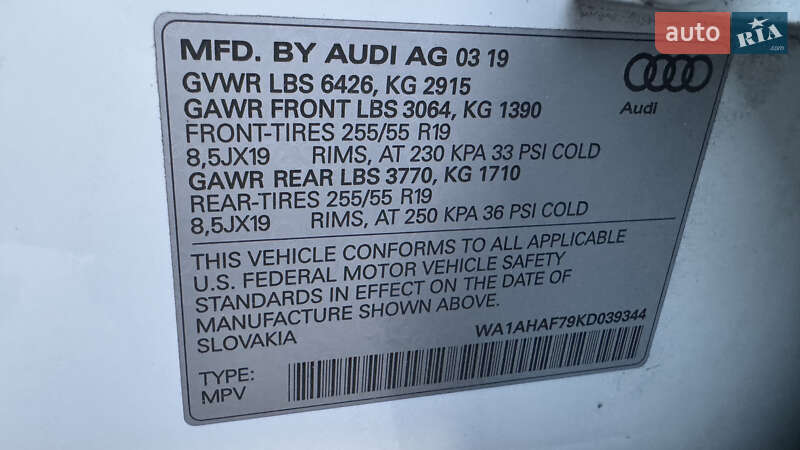 auto RIA
.com
MFD. BY AUDI AG 03 19
GVWR LBS 6426, KG 2915
GAWR FRONT LBS 3064, KG 1390
Audi
FRONT-TIRES 255/55 R19
8,5JX19 RIMS, AT 230 KPA 33 PSI COLD
GAWR REAR LBS 3770, KG 1710
REAR-TIRES 255/55 R19
8,5JX19 RIMS, AT 250 KPA 36 PSI COLD
THIS VEHICLE CONFORMS TO ALL APPLICABLE
U.S. FEDERAL MOTOR VEHICLE SAFETY
STANDARDS IN EFFECT ON THE DATE OF
MANUFACTURE SHOWN ABOVE.
SLOVAKIA
WA1AHAF79KD039344
TYPE:
MPV